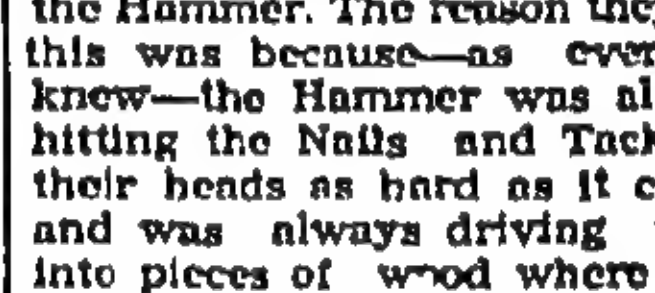 the Hammer. The reason the
this was because—as ever
knew—the Hammer was al
hitting the Nails and Tack
their heads as hard as it c
and was always driving
into pieces of wood where